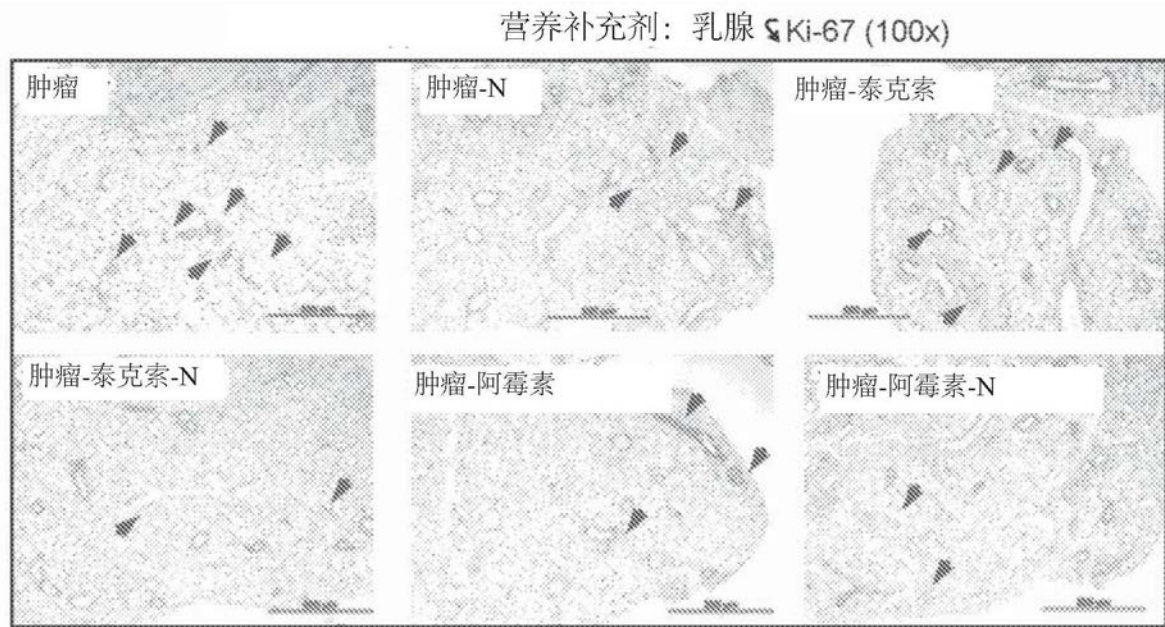 营养补充剂：乳腺 Ki-67 (100x)
肿瘤
肿瘤-N
肿瘤-泰克索
肿瘤-泰克索-N
肿瘤-阿霉素
肿瘤-阿霉素-N